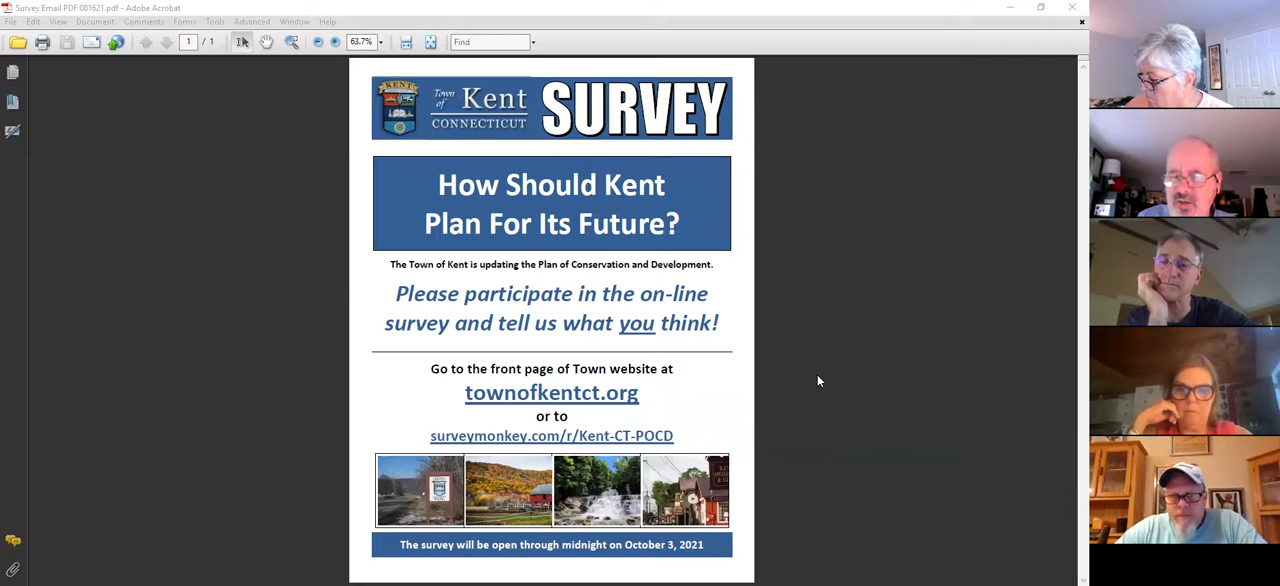 Survey Email PDF 081621.pdf - Adobe Acrobat
File Edit View Document Comments Forms Tools Advanced Window Help
1 / 1 63.7% Find
KENT
Town of Kent
CONNECTICUT
SURVEY
How Should Kent
Plan For Its Future?
The Town of Kent is updating the Plan of Conservation and Development.
Please participate in the on-line
survey and tell us what you think!
Go to the front page of Town website at
townofkentct.org
or to
surveymonkey.com/r/Kent-CT-POCD
The survey will be open through midnight on October 3, 2021